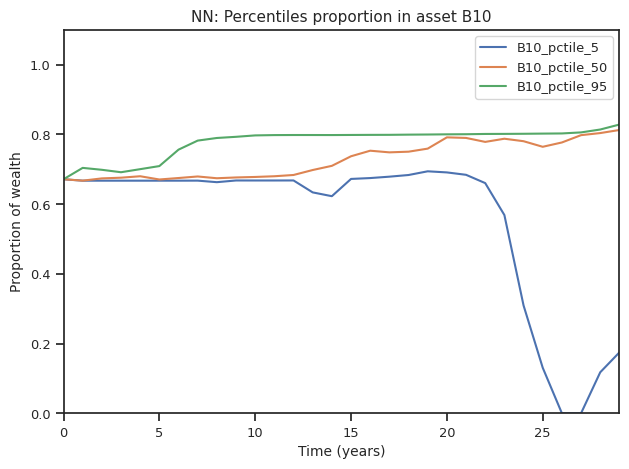 NN: Percentiles proportion in asset B10
B10_pctile_5
B10_pctile_50
B10_pctile_95
Proportion of wealth
1.0
0.8
0.6
0.4
0.2
0.0
0 5 10 15 20 25
Time (years)